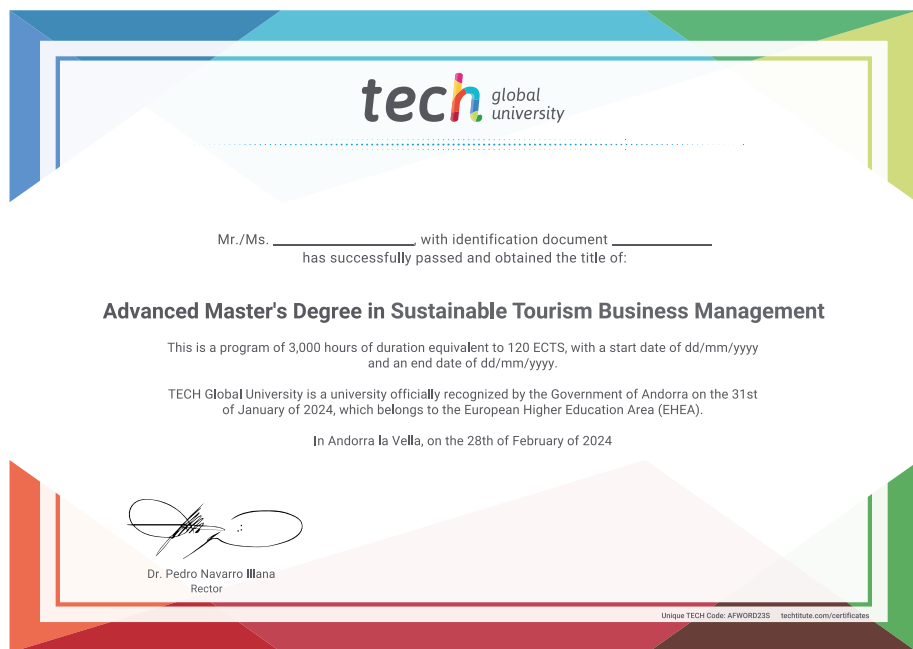 tech global university
Mr./Ms. ________________, with identification document ____________
has successfully passed and obtained the title of:
Advanced Master's Degree in Sustainable Tourism Business Management
This is a program of 3,000 hours of duration equivalent to 120 ECTS, with a start date of dd/mm/yyyy
and an end date of dd/mm/yyyy.
TECH Global University is a university officially recognized by the Government of Andorra on the 31st
of January of 2024, which belongs to the European Higher Education Area (EHEA).
In Andorra la Vella, on the 28th of February of 2024
Dr. Pedro Navarro Illana
Rector
Unique TECH Code: AFWORD23S techtitute.com/certificates